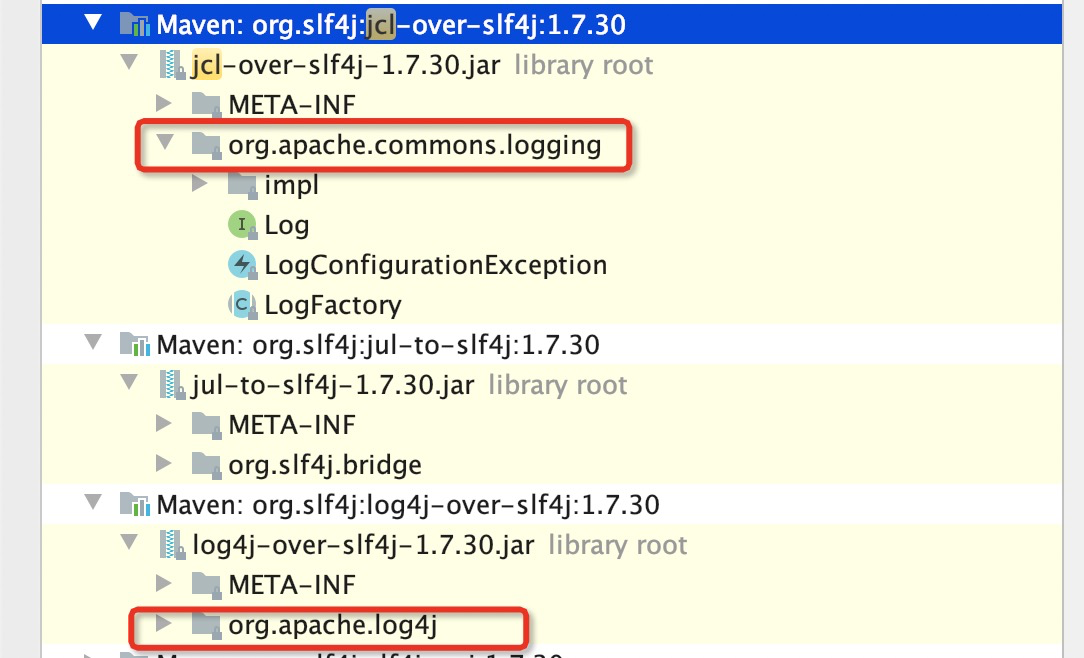 Maven: org.slf4j:jcl-over-slf4j:1.7.30
jcl-over-slf4j-1.7.30.jar library root
META-INF
org.apache.commons.logging
impl
I Log
LogConfigurationException
C LogFactory
Maven: org.slf4j:jul-to-slf4j:1.7.30
jul-to-slf4j-1.7.30.jar library root
META-INF
org.slf4j.bridge
Maven: org.slf4j:log4j-over-slf4j:1.7.30
log4j-over-slf4j-1.7.30.jar library root
META-INF
org.apache.log4j